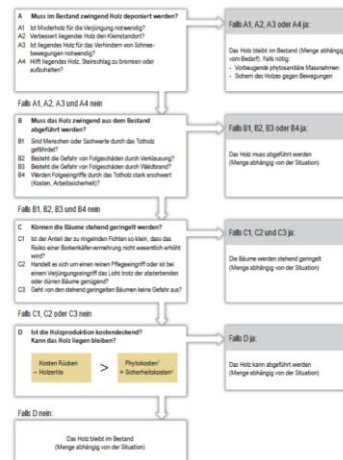 A Muss im Bestand zwingend Holz deponiert werden?
A1 Ist Moderholz für die Verjüngung notwendig?
A2 Verbessert liegendes Holz den Kleinstandort?
A3 Ist liegendes Holz für das Verhindern von Schnee-
bewegungen notwendig?
A4 Hilft liegendes Holz, Steinschlag zu bremsen oder
aufzuhalten?
Falls A1, A2, A3 oder A4 ja:
Das Holz bleibt im Bestand (Menge abhängig
vom Bedarf). Falls nötig:
- Vorbeugende phytosanitäre Massnahmen
- Sichern des Holzes gegen Bewegungen
Falls A1, A2, A3 und A4 nein
B Muss das Holz zwingend aus dem Bestand
abgeführt werden?
B1 Sind Menschen oder Sachwerte durch das Totholz
gefährdet?
B2 Besteht die Gefahr von Folgeschäden durch Verklausung?
B3 Besteht die Gefahr von Folgeschäden durch Waldbrand?
B4 Werden Folgeeingriffe durch das Totholz stark erschwert
(Kosten, Arbeitssicherheit)?
Falls B1, B2, B3 oder B4 ja:
Das Holz muss abgeführt werden
(Menge abhängig von der Situation)
Falls B1, B2, B3 und B4 nein
C Können die Bäume stehend geringelt werden?
C1 Ist der Anteil der zu ringelnden Fichten so klein, dass das
Risiko einer Borkenkäfervermehrung nicht wesentlich erhöht
wird?
C2 Handelt es sich um einen reinen Pflegeeingriff oder ist bei
einem Verjüngungseingriff das Licht trotz der absterbenden
oder dürren Bäume genügend?
C3 Geht von den stehend geringelten Bäumen keine Gefahr aus?
Falls C1, C2 und C3 ja:
Die Bäume werden stehend geringelt
(Menge abhängig von der Situation)
Falls C1, C2 oder C3 nein
D Ist die Holzproduktion kostendeckend?
Kann das Holz liegen bleiben?
Kosten Rücken
– Holzerlös
>
Phytokosten¹
+ Sicherheitskosten²
Falls D ja:
Das Holz kann abgeführt werden
(Menge abhängig von der Situation)
Falls D nein:
Das Holz bleibt im Bestand
(Menge abhängig von der Situation)